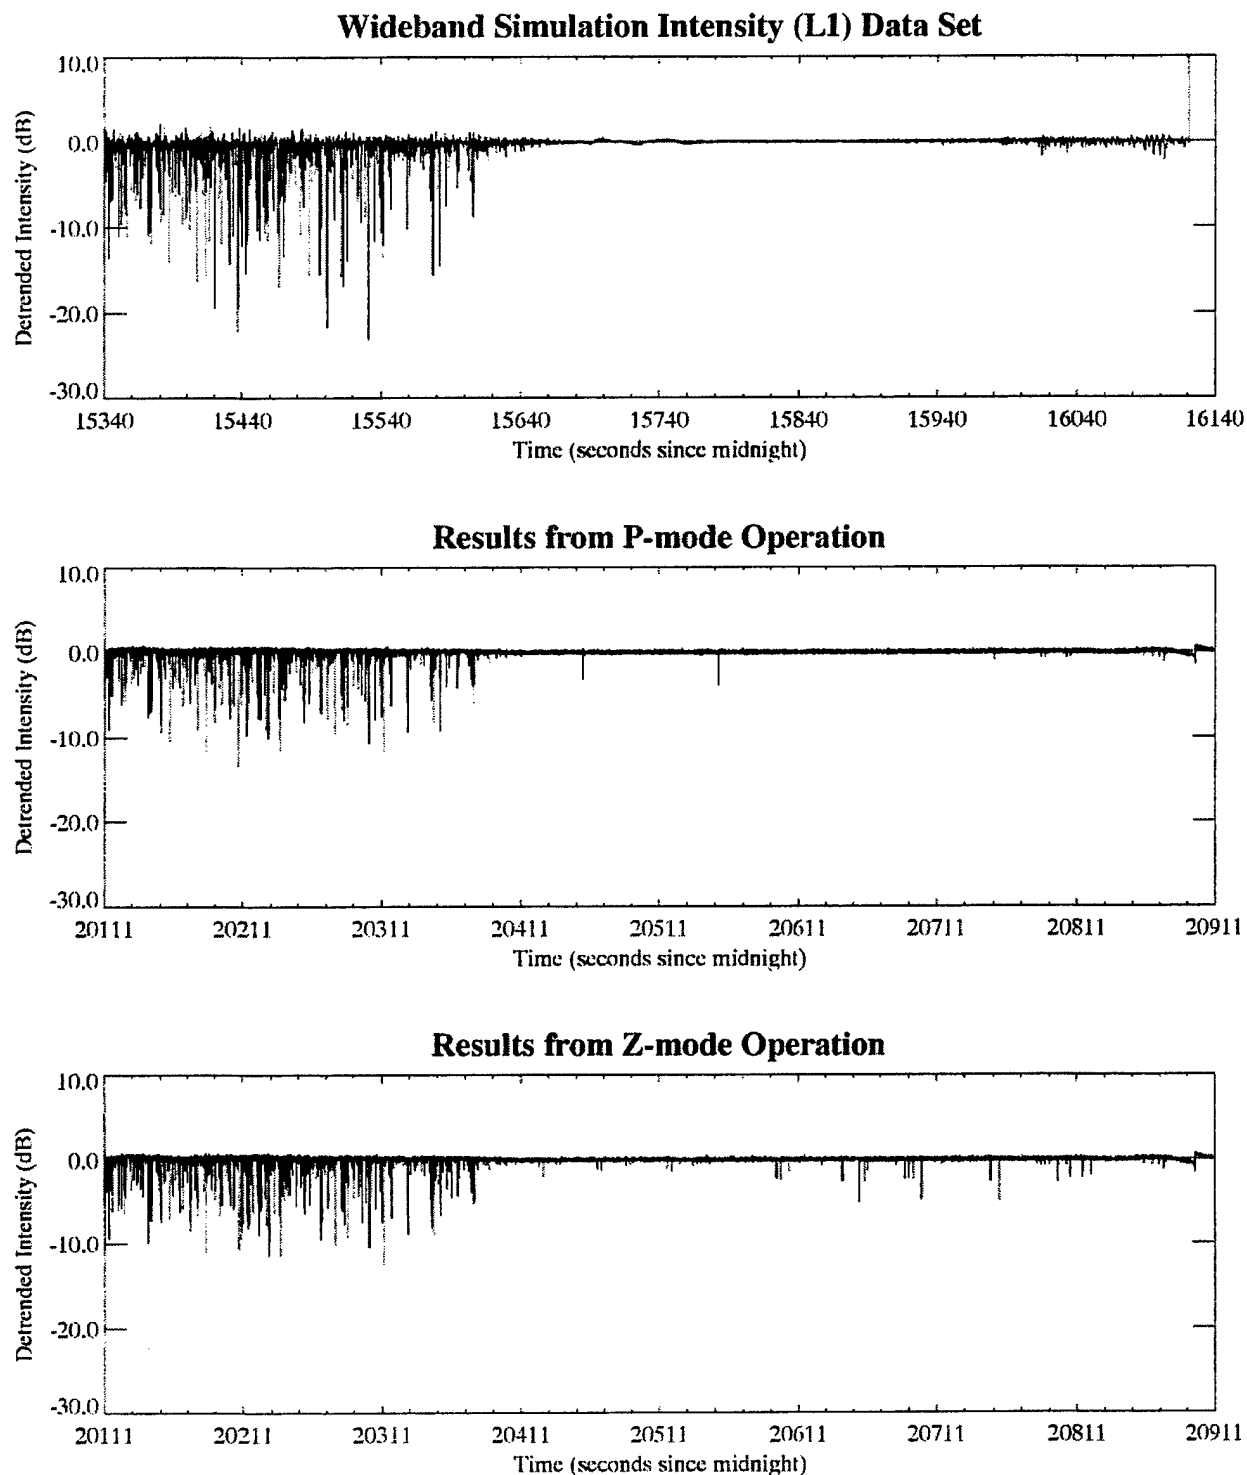 Wideband Simulation Intensity (L1) Data Set
Detrended Intensity (dB)
10.0
0.0
-10.0
-20.0
-30.0
15340 15440 15540 15640 15740 15840 15940 16040 16140
Time (seconds since midnight)
Results from P-mode Operation
Detrended Intensity (dB)
10.0
0.0
-10.0
-20.0
-30.0
20111 20211 20311 20411 20511 20611 20711 20811 20911
Time (seconds since midnight)
Results from Z-mode Operation
Detrended Intensity (dB)
10.0
0.0
-10.0
-20.0
-30.0
20111 20211 20311 20411 20511 20611 20711 20811 20911
Time (seconds since midnight)